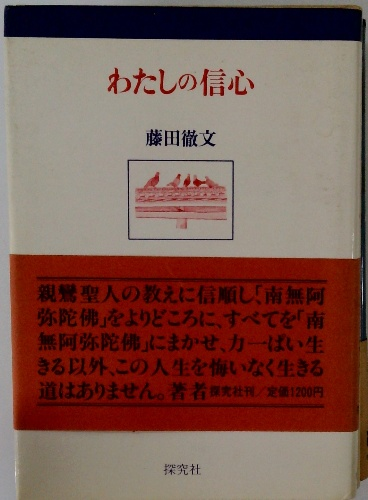 わたしの信心
藤田徹文
親鸞聖人の教えに信順し、「南無阿
弥陀佛」をよりどころに、すべてを「南
無阿弥陀佛」にまかせ、力一ぱい生
きる以外、この人生を悔いなく生きる
道はありません。著者 探究社刊／定価1200円
探究社